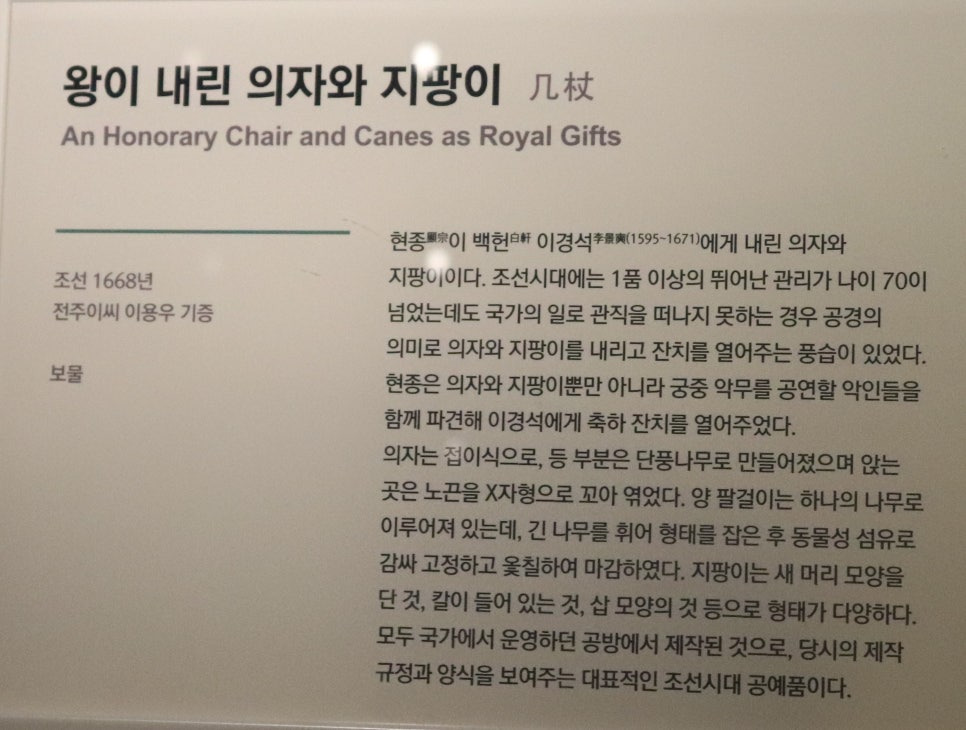 왕이 내린 의자와 지팡이 几杖
An Honorary Chair and Canes as Royal Gifts
조선 1668년
전주이씨 이용우 기증
보물
현종顯宗이 백헌白軒 이경석李景奭(1595~1671)에게 내린 의자와
지팡이이다. 조선시대에는 1품 이상의 뛰어난 관리가 나이 70이
넘었는데도 국가의 일로 관직을 떠나지 못하는 경우 공경의
의미로 의자와 지팡이를 내리고 잔치를 열어주는 풍습이 있었다.
현종은 의자와 지팡이뿐만 아니라 궁중 악무를 공연할 악인들을
함께 파견해 이경석에게 축하 잔치를 열어주었다.
의자는 접이식으로, 등 부분은 단풍나무로 만들어졌으며 앉는
곳은 노끈을 X자형으로 꼬아 엮었다. 양 팔걸이는 하나의 나무로
이루어져 있는데, 긴 나무를 휘어 형태를 잡은 후 동물성 섬유로
감싸 고정하고 옻칠하여 마감하였다. 지팡이는 새 머리 모양을
단 것, 칼이 들어 있는 것, 삽 모양의 것 등으로 형태가 다양하다.
모두 국가에서 운영하던 공방에서 제작된 것으로, 당시의 제작
규정과 양식을 보여주는 대표적인 조선시대 공예품이다.